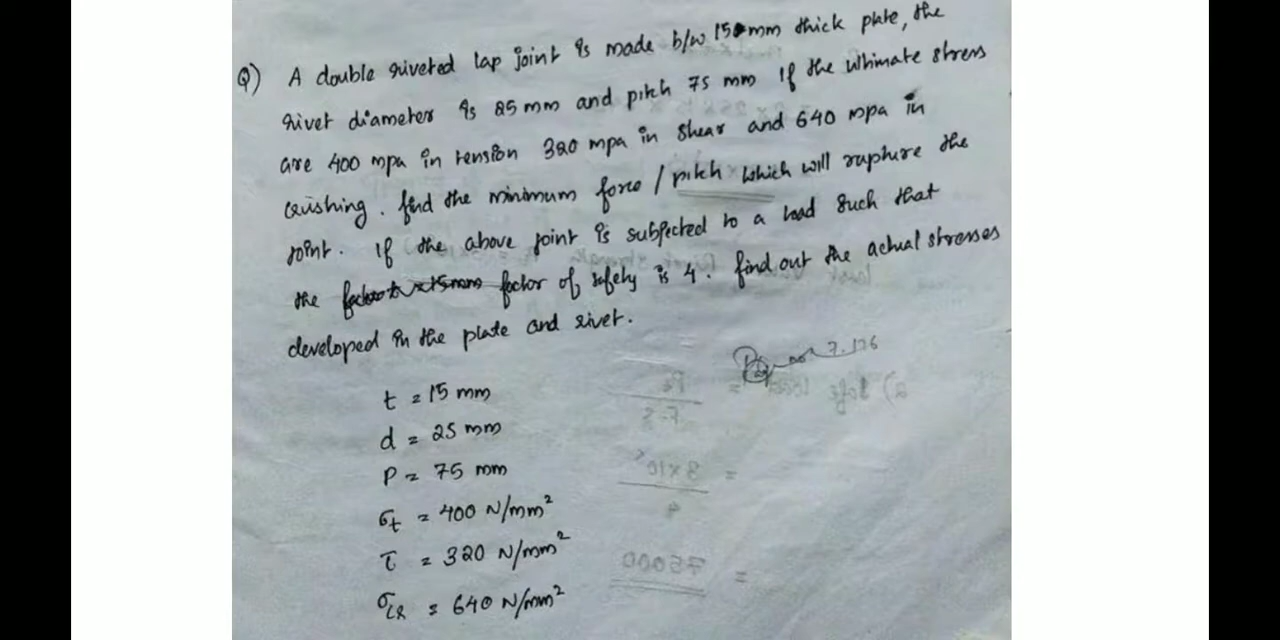 Q) A double riveted lap joint is made b/w 15 mm thick plate, the
rivet diameter is 25 mm and pitch 75 mm If the ultimate stress
are 400 mpa in tension 320 mpa in shear and 640 mpa in
crushing. find the minimum force / pitch which will rupture the
joint. If the above joint is subjected to a load such that
the factor of safety is 4. find out the actual stresses
developed in the plate and rivet.
7.126
t = 15 mm
d = 25 mm
P = 75 mm
σt = 400 N/mm²
τ = 320 N/mm²
σcr = 640 N/mm²